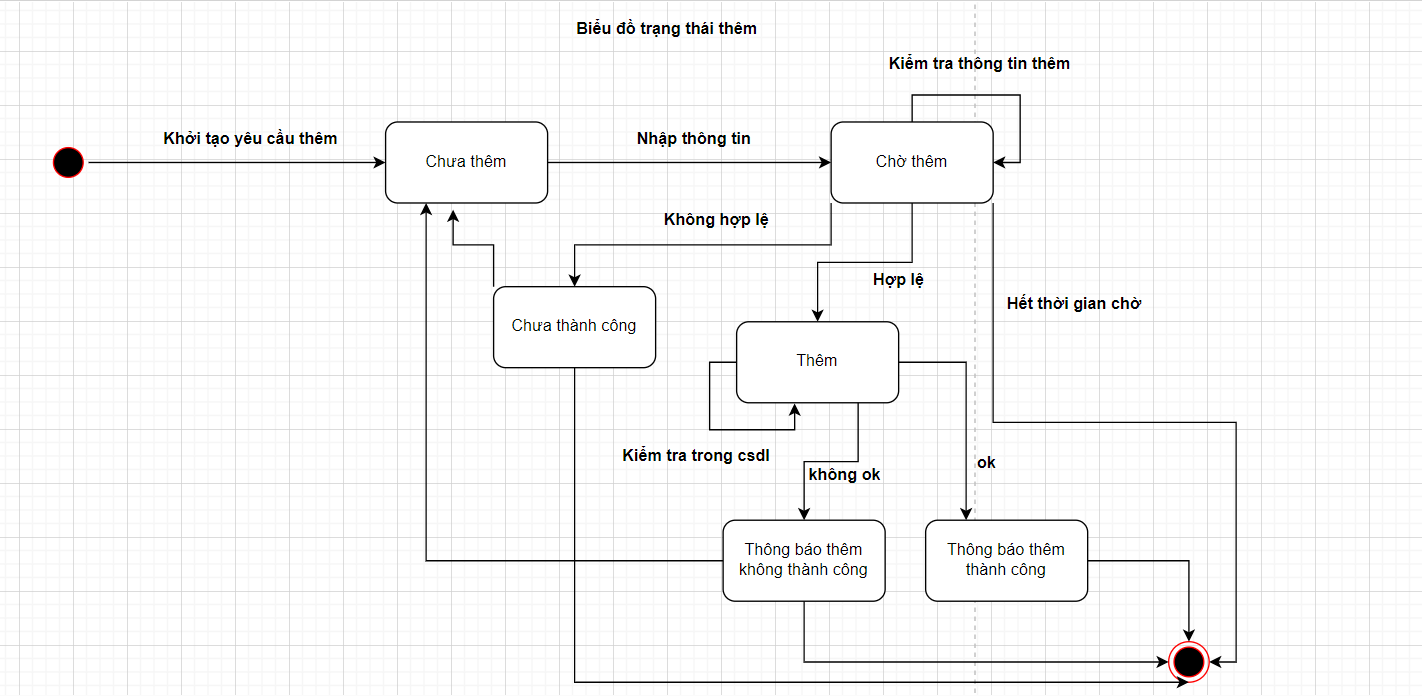 Biểu đồ trạng thái thêm
Kiểm tra thông tin thêm
Khởi tạo yêu cầu thêm
Nhập thông tin
Chưa thêm
Chờ thêm
Không hợp lệ
Hợp lệ
Hết thời gian chờ
Chưa thành công
Thêm
Kiểm tra trong csdl
không ok
ok
Thông báo thêm
không thành công
Thông báo thêm
thành công